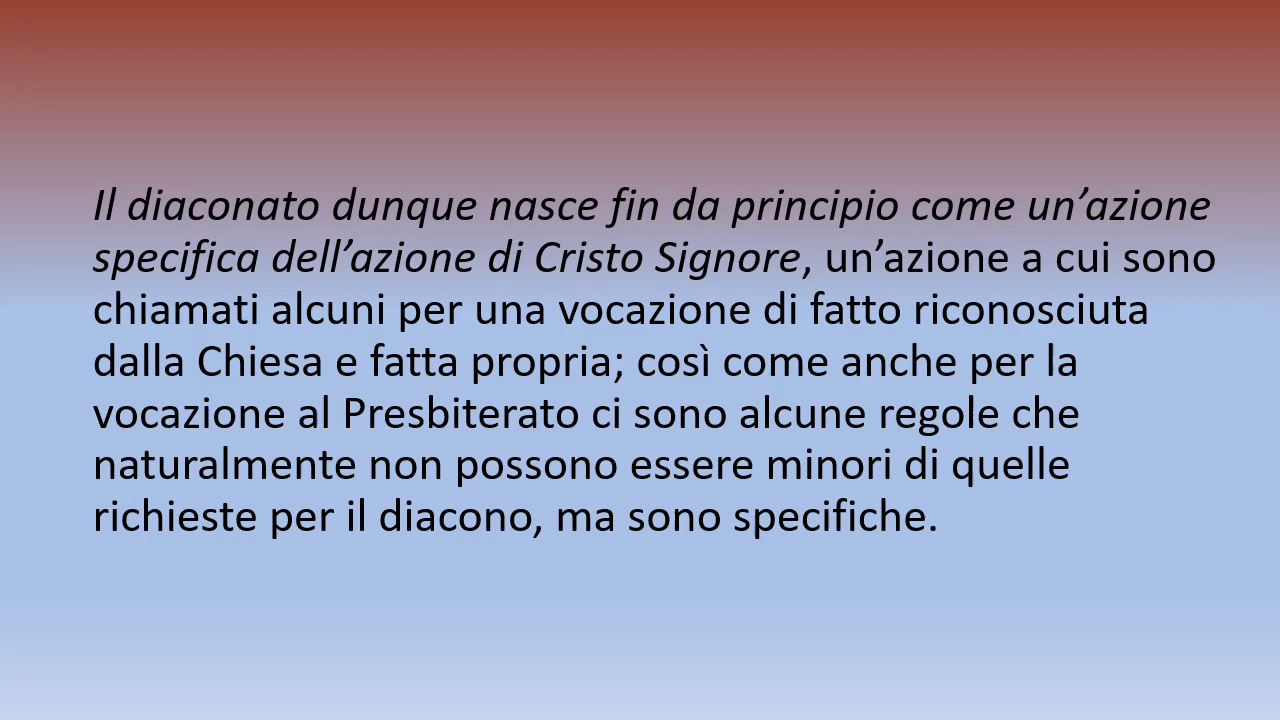 Il diaconato dunque nasce fin da principio come un’azione
specifica dell’azione di Cristo Signore, un’azione a cui sono
chiamati alcuni per una vocazione di fatto riconosciuta
dalla Chiesa e fatta propria; così come anche per la
vocazione al Presbiterato ci sono alcune regole che
naturalmente non possono essere minori di quelle
richieste per il diacono, ma sono specifiche.